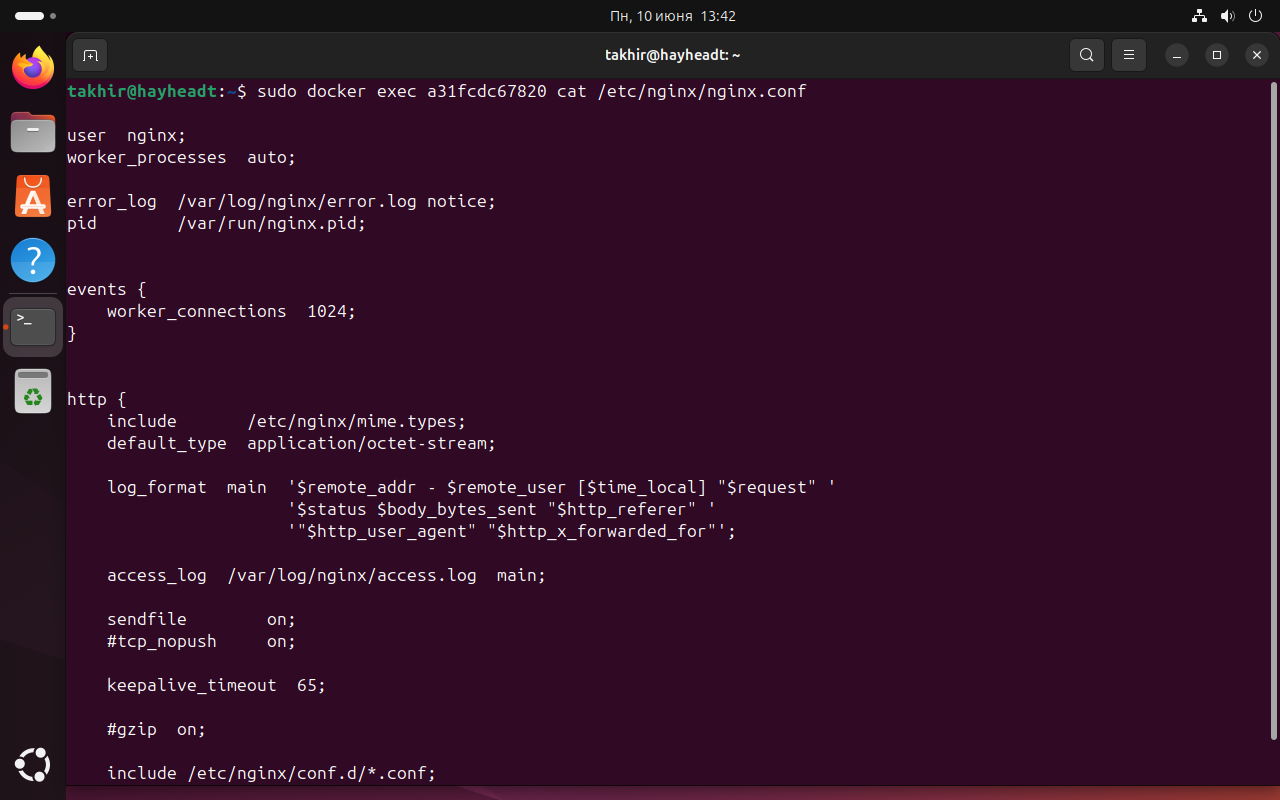 Пн, 10 июня  13:42
takhir@hayheadt: ~
takhir@hayheadt:~$ sudo docker exec a31fcdc67820 cat /etc/nginx/nginx.conf
user  nginx;
worker_processes  auto;
error_log  /var/log/nginx/error.log notice;
pid        /var/run/nginx.pid;
events {
    worker_connections  1024;
}
http {
    include       /etc/nginx/mime.types;
    default_type  application/octet-stream;
    log_format  main  '$remote_addr - $remote_user [$time_local] "$request" '
                      '$status $body_bytes_sent "$http_referer" '
                      '"$http_user_agent" "$http_x_forwarded_for"';
    access_log  /var/log/nginx/access.log  main;
    sendfile        on;
    #tcp_nopush     on;
    keepalive_timeout  65;
    #gzip  on;
    include /etc/nginx/conf.d/*.conf;